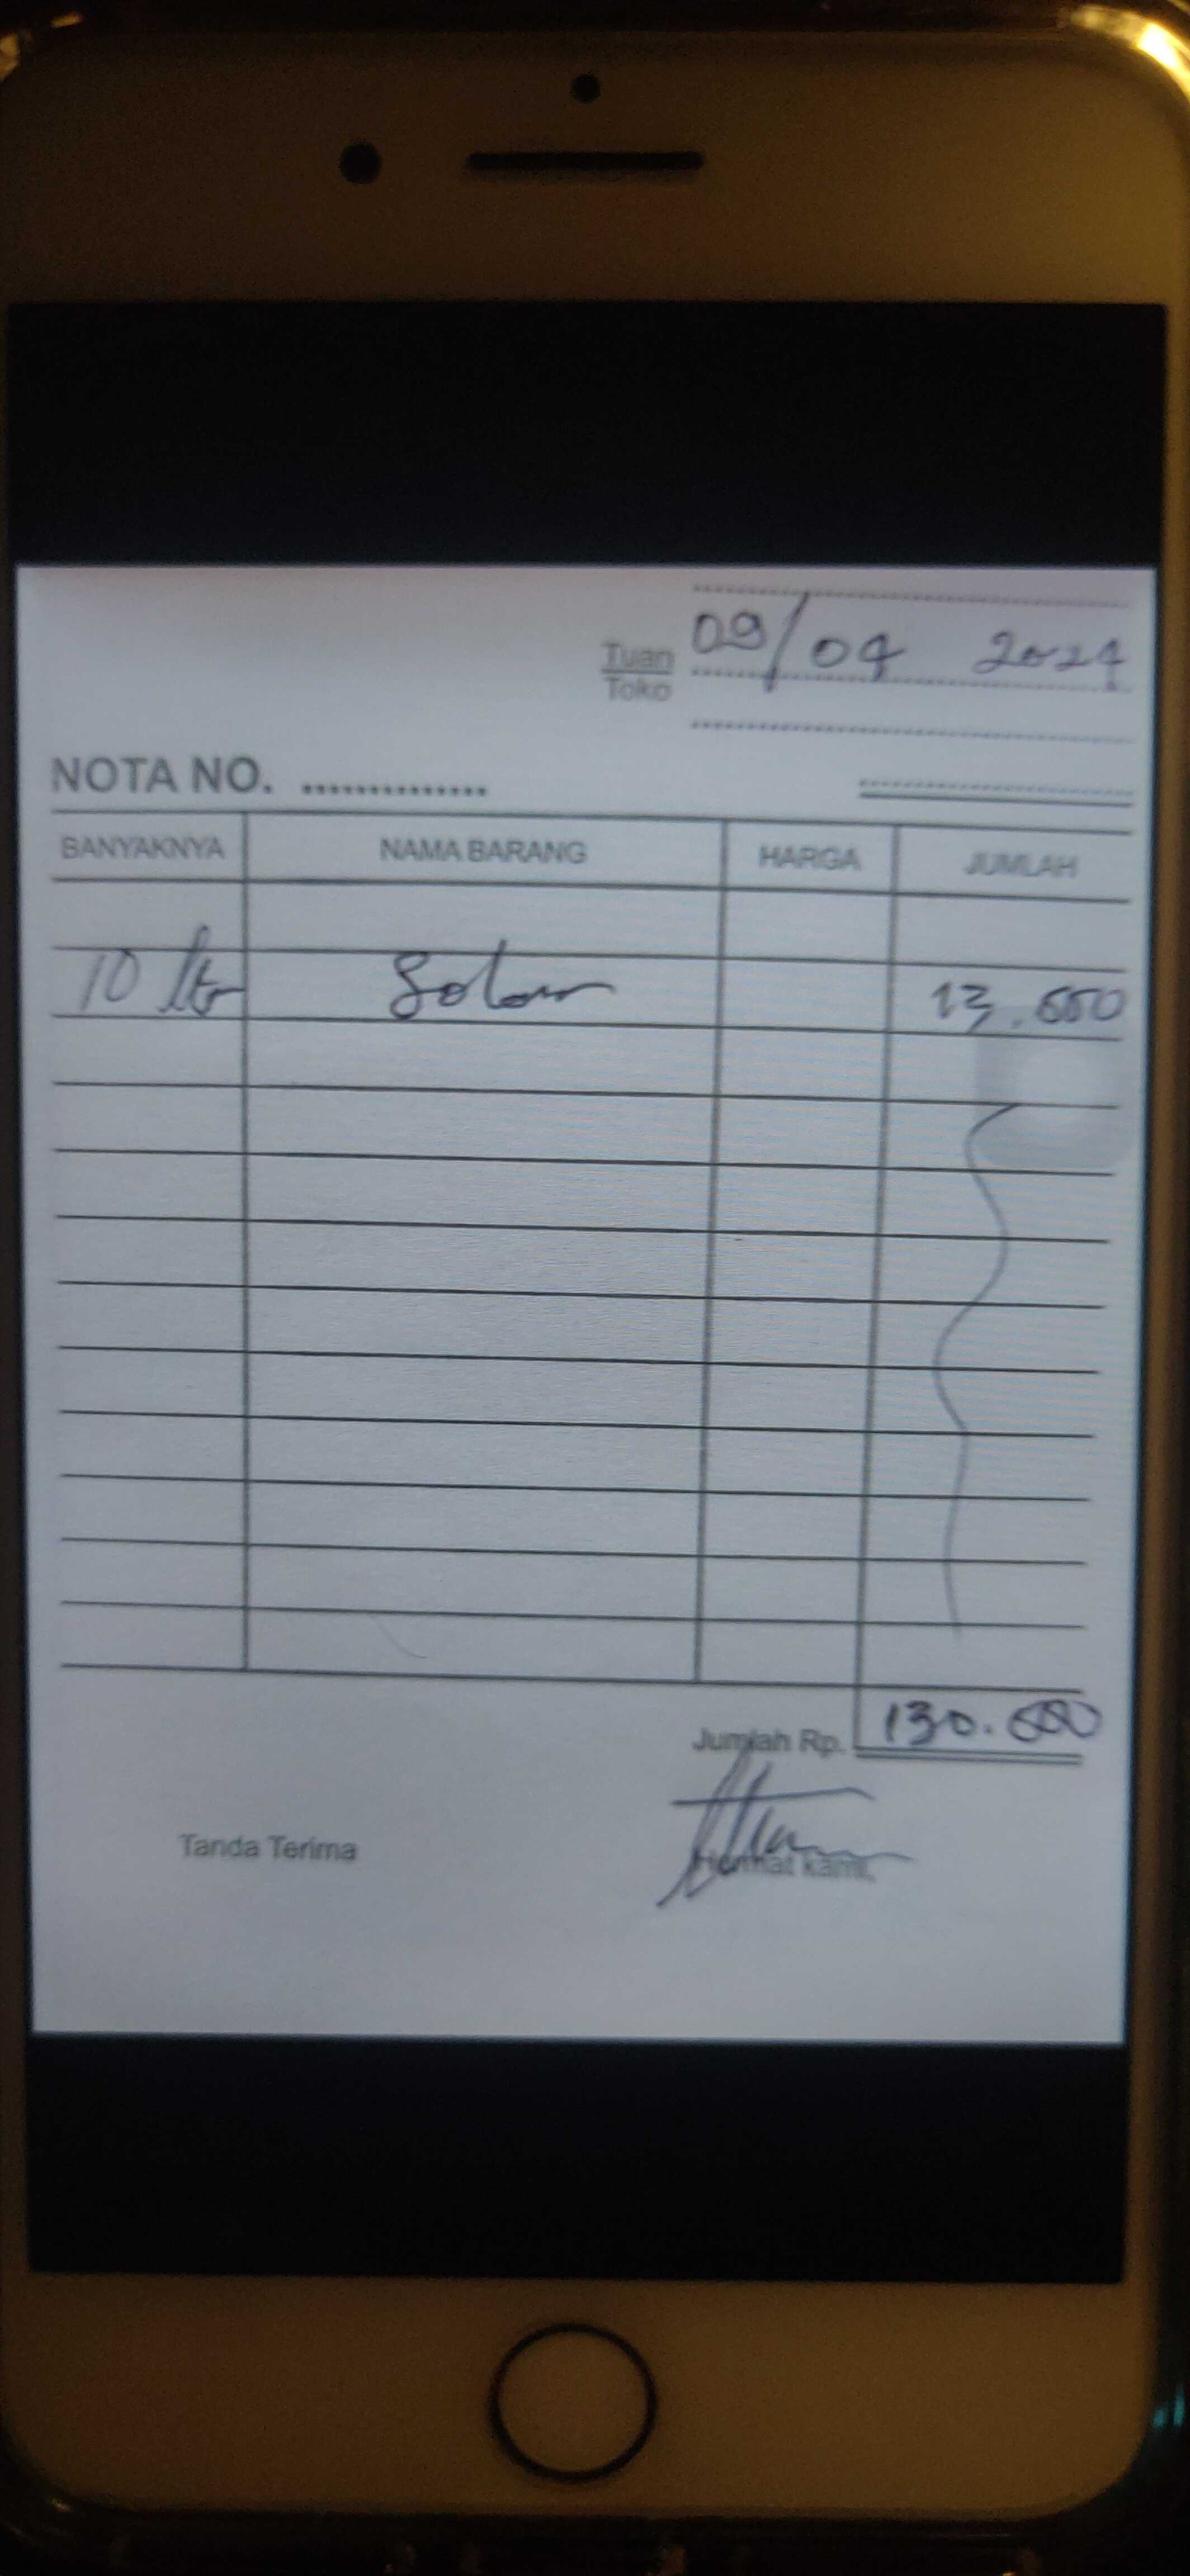 09/04 2024
Tuan
Toko
NOTA NO. ..............
BANYAKNYA NAMA BARANG HARGA JUMLAH
10 ltr Solar 13.000
Jumlah Rp. 130.000
Tanda Terima Hormat kami,